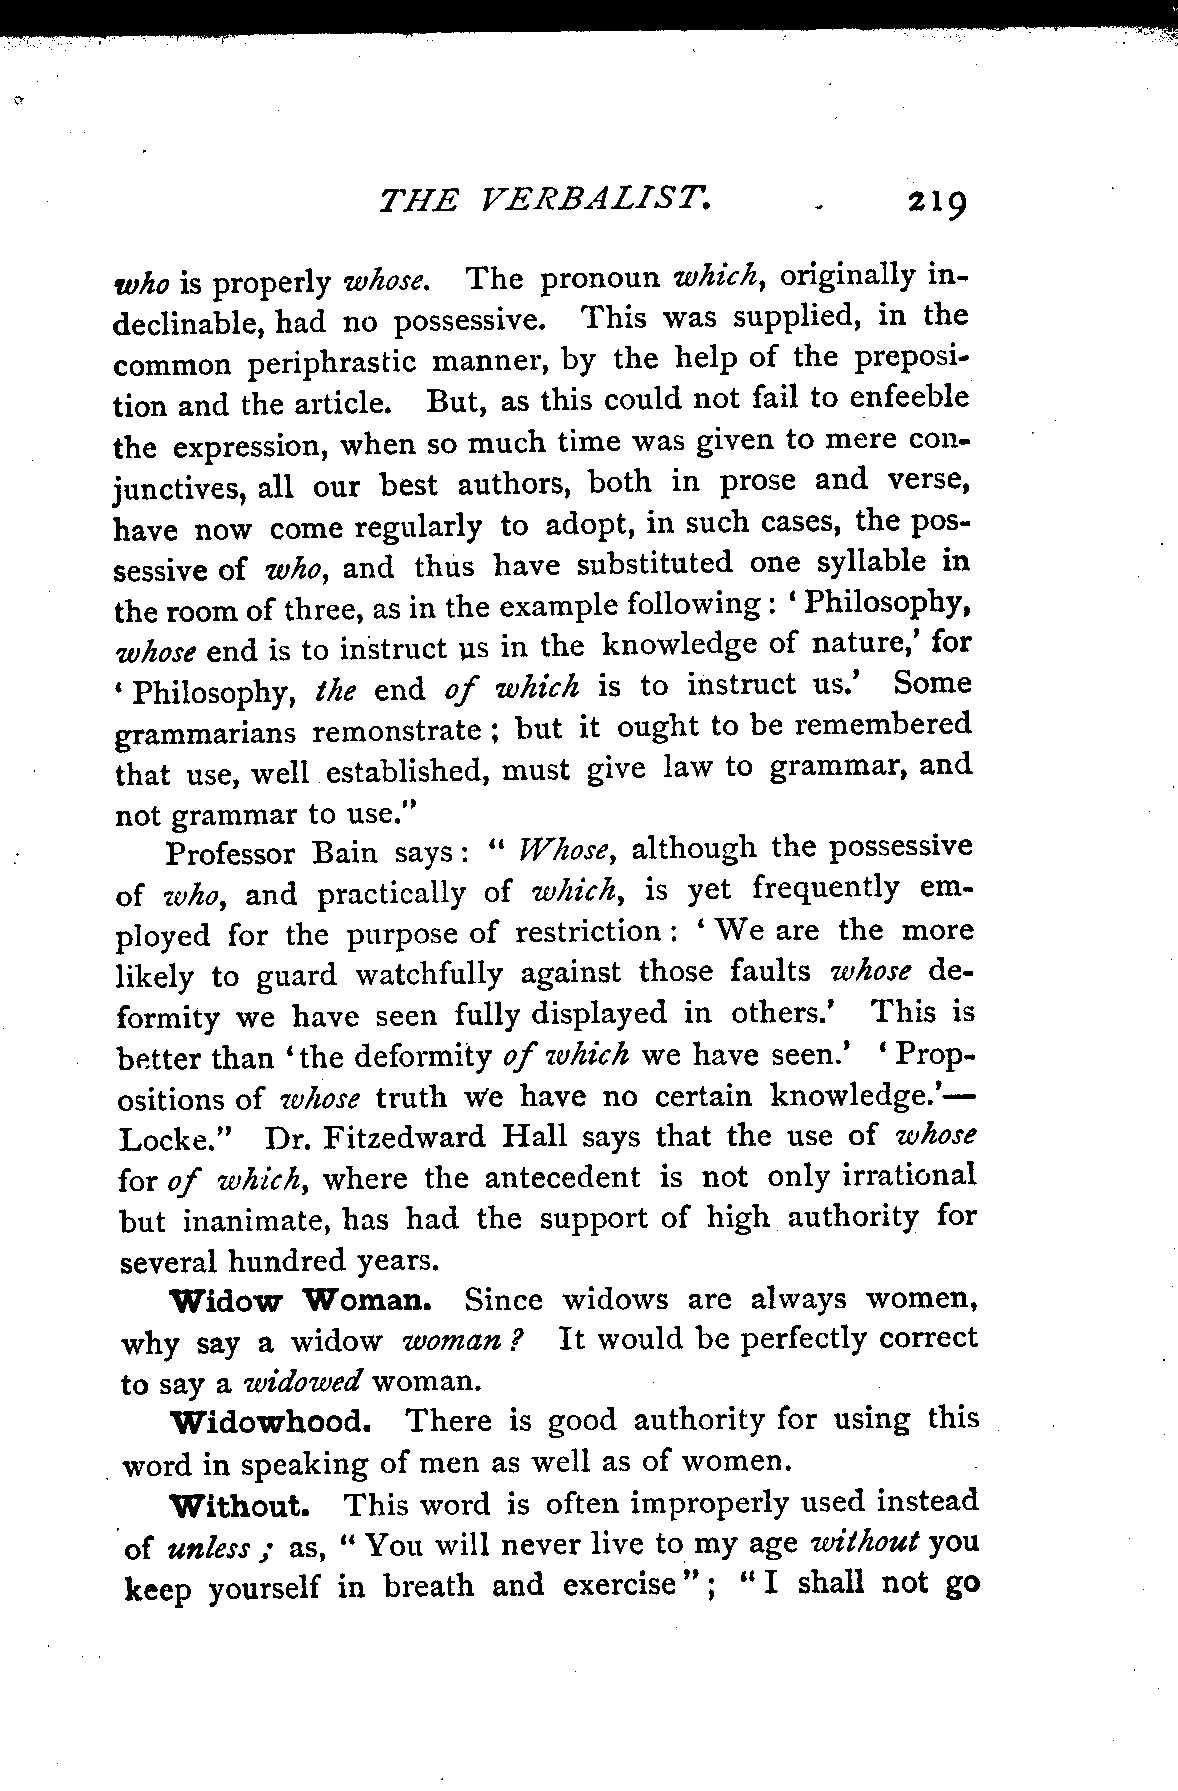 THE VERBALIST. 219
who is properly whose. The pronoun which, originally in-
declinable, had no possessive. This was supplied, in the
common periphrastic manner, by the help of the preposi-
tion and the article. But, as this could not fail to enfeeble
the expression, when so much time was given to mere con-
junctives, all our best authors, both in prose and verse,
have now come regularly to adopt, in such cases, the pos-
sessive of who, and thus have substituted one syllable in
the room of three, as in the example following: ‘Philosophy,
whose end is to instruct us in the knowledge of nature,’ for
‘Philosophy, the end of which is to instruct us.’ Some
grammarians remonstrate; but it ought to be remembered
that use, well established, must give law to grammar, and
not grammar to use.”
Professor Bain says: “Whose, although the possessive
of who, and practically of which, is yet frequently em-
ployed for the purpose of restriction: ‘We are the more
likely to guard watchfully against those faults whose de-
formity we have seen fully displayed in others.’ This is
better than ‘the deformity of which we have seen.’ ‘Prop-
ositions of whose truth we have no certain knowledge.’—
Locke.” Dr. Fitzedward Hall says that the use of whose
for of which, where the antecedent is not only irrational
but inanimate, has had the support of high authority for
several hundred years.
Widow Woman. Since widows are always women,
why say a widow woman? It would be perfectly correct
to say a widowed woman.
Widowhood. There is good authority for using this
word in speaking of men as well as of women.
Without. This word is often improperly used instead
of unless; as, “You will never live to my age without you
keep yourself in breath and exercise”; “I shall not go